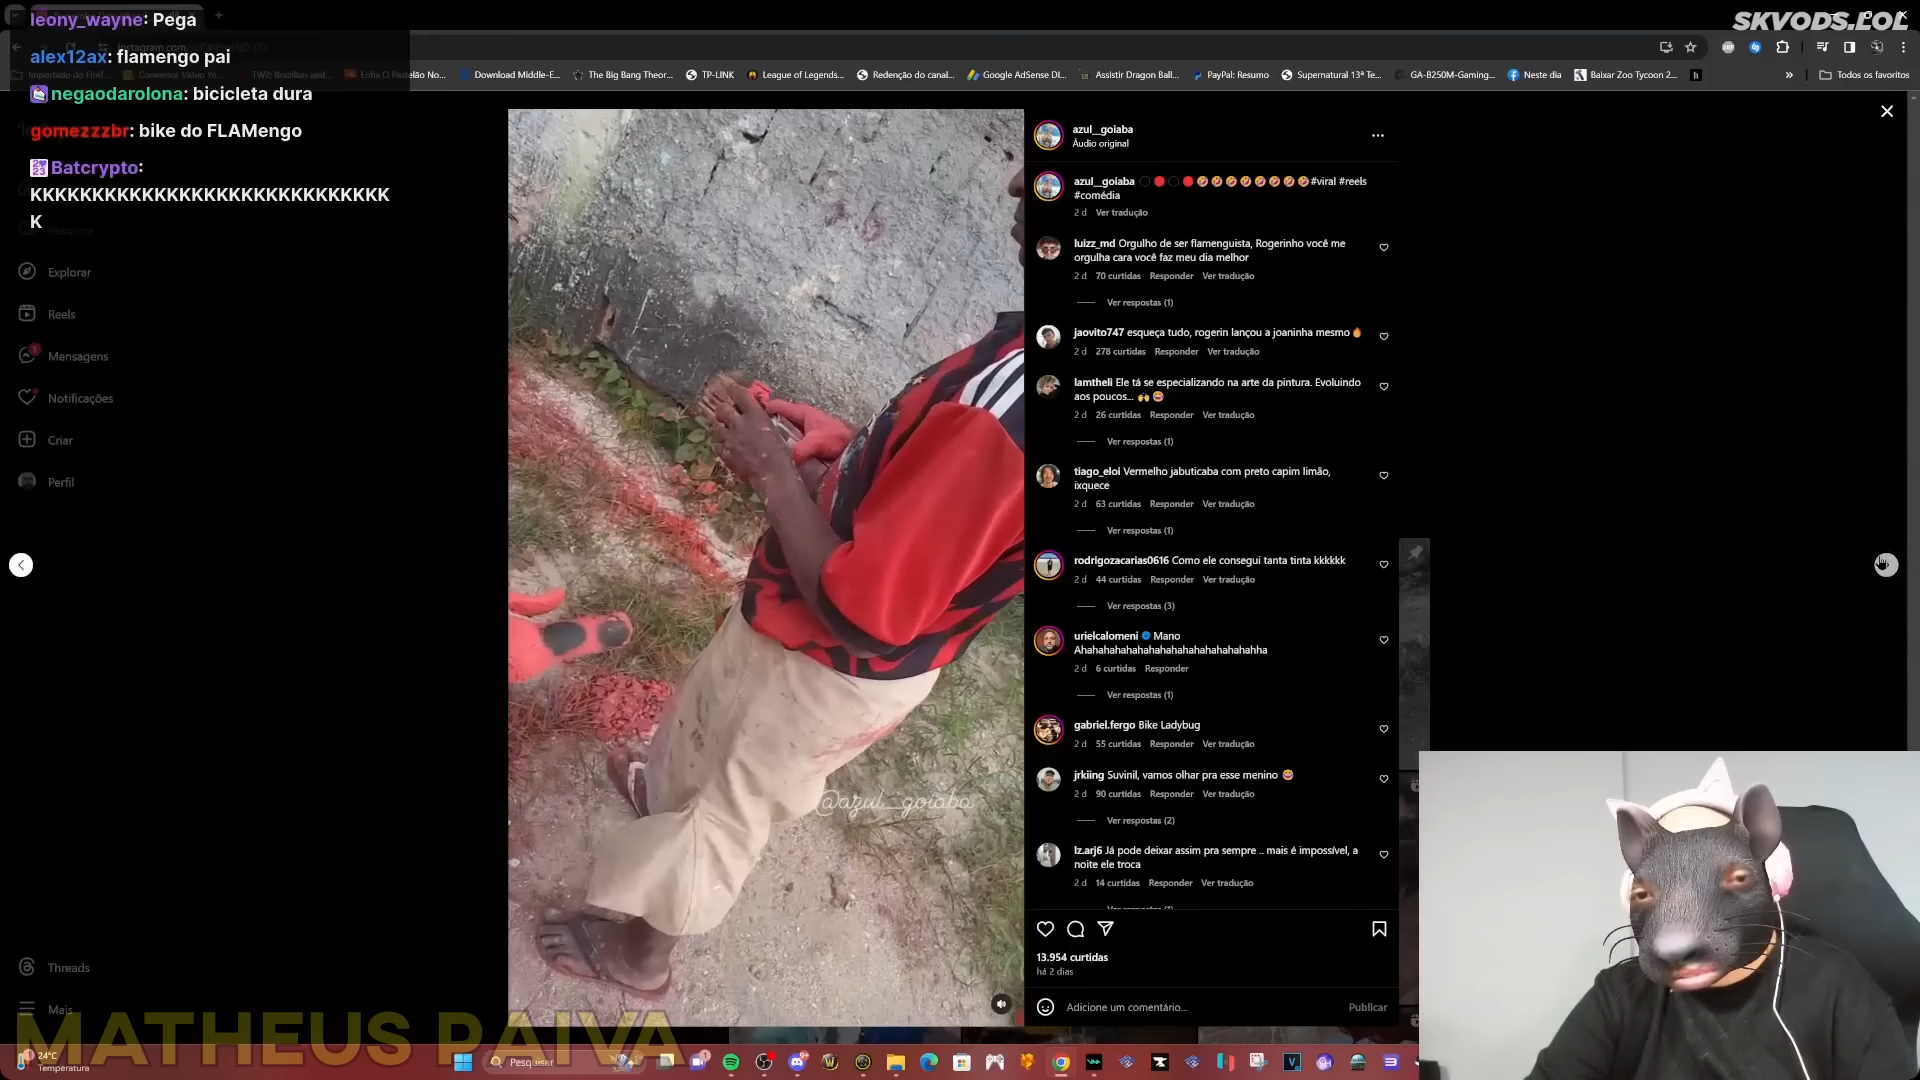 leony_wayne: Pega
SKVODS.LOL
alex12ax: flamengo pai
negaodarolona: bicicleta dura
gomezzzbr: bike do FLAMengo
Batcrypto:
KKKKKKKKKKKKKKKKKKKKKKKKKKKKK
K
Download Middle-E...
The Big Bang Theor...
TP-LINK
League of Legends...
Redenção do canal...
Google AdSense Di...
Assistir Dragon Ball...
PayPal: Resumo
Supernatural 13ª Te...
GA-B250M-Gaming...
Neste dia
Baixar Zoo Tycoon 2...
Todos os favoritos
Pesquisa
Explorar
Reels
Mensagens
Notificações
Criar
Perfil
Threads
Mais
azul__goiaba
Áudio original
azul__goiaba #viral #reels
#comédia
2 d Ver tradução
luizz_md Orgulho de ser flamenguista, Rogerinho você me
orgulha cara você faz meu dia melhor
2 d 70 curtidas Responder Ver tradução
Ver respostas (1)
jaovito747 esqueça tudo, rogerin lançou a joaninha mesmo
2 d 278 curtidas Responder Ver tradução
iamtheli Ele tá se especializando na arte da pintura. Evoluindo
aos poucos...
2 d 26 curtidas Responder Ver tradução
Ver respostas (1)
tiago_eloi Vermelho jabuticaba com preto capim limão,
ixquece
2 d 63 curtidas Responder Ver tradução
Ver respostas (1)
rodrigozacarias0616 Como ele consegui tanta tinta kkkkkk
2 d 44 curtidas Responder Ver tradução
Ver respostas (3)
urielcalomeni Mano
Ahahahahahahahahahahahahahahahahha
2 d 6 curtidas Responder
Ver respostas (1)
gabriel.fergo Bike Ladybug
2 d 55 curtidas Responder Ver tradução
jrkiing Suvinil, vamos olhar pra esse menino
2 d 90 curtidas Responder Ver tradução
Ver respostas (2)
lz.arj6 Já pode deixar assim pra sempre .. mais é impossível, a
noite ele troca
2 d 14 curtidas Responder Ver tradução
Ver respostas (1)
13.954 curtidas
há 2 dias
Adicione um comentário...
Publicar
@azul__goiaba
MATHEUS PAIVA
24°C
Temperatura
Pesquisar